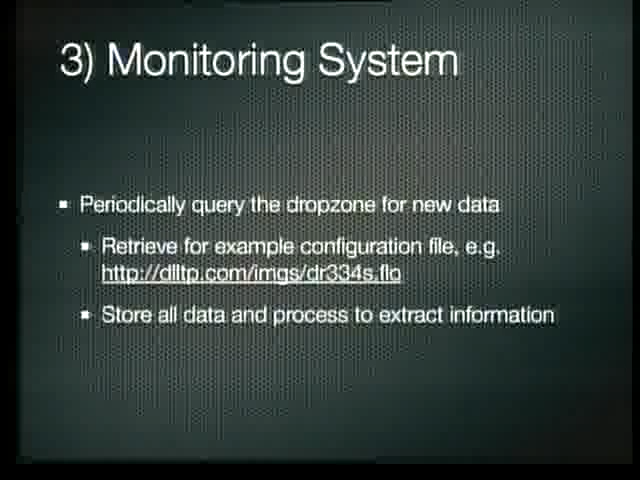 3) Monitoring System
Periodically query the dropzone for new data
Retrieve for example configuration file, e.g.
http://dlltp.com/imgs/dr334s.flo
Store all data and process to extract information